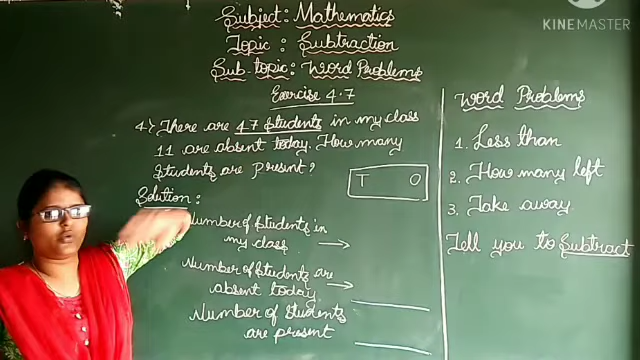 Subject: Mathematics
Topic: Subtraction
Sub-topic: Word Problems
Exercise 4.7
4) There are 47 students in my class
11 are absent today. How many
students are present?
Solution:
Number of students in
my class →
Number of students are
absent today →
Number of students
are present
T O
Word Problems
1. Less than
2. How many left
3. Take away
Tell you to Subtract
KINEMASTER